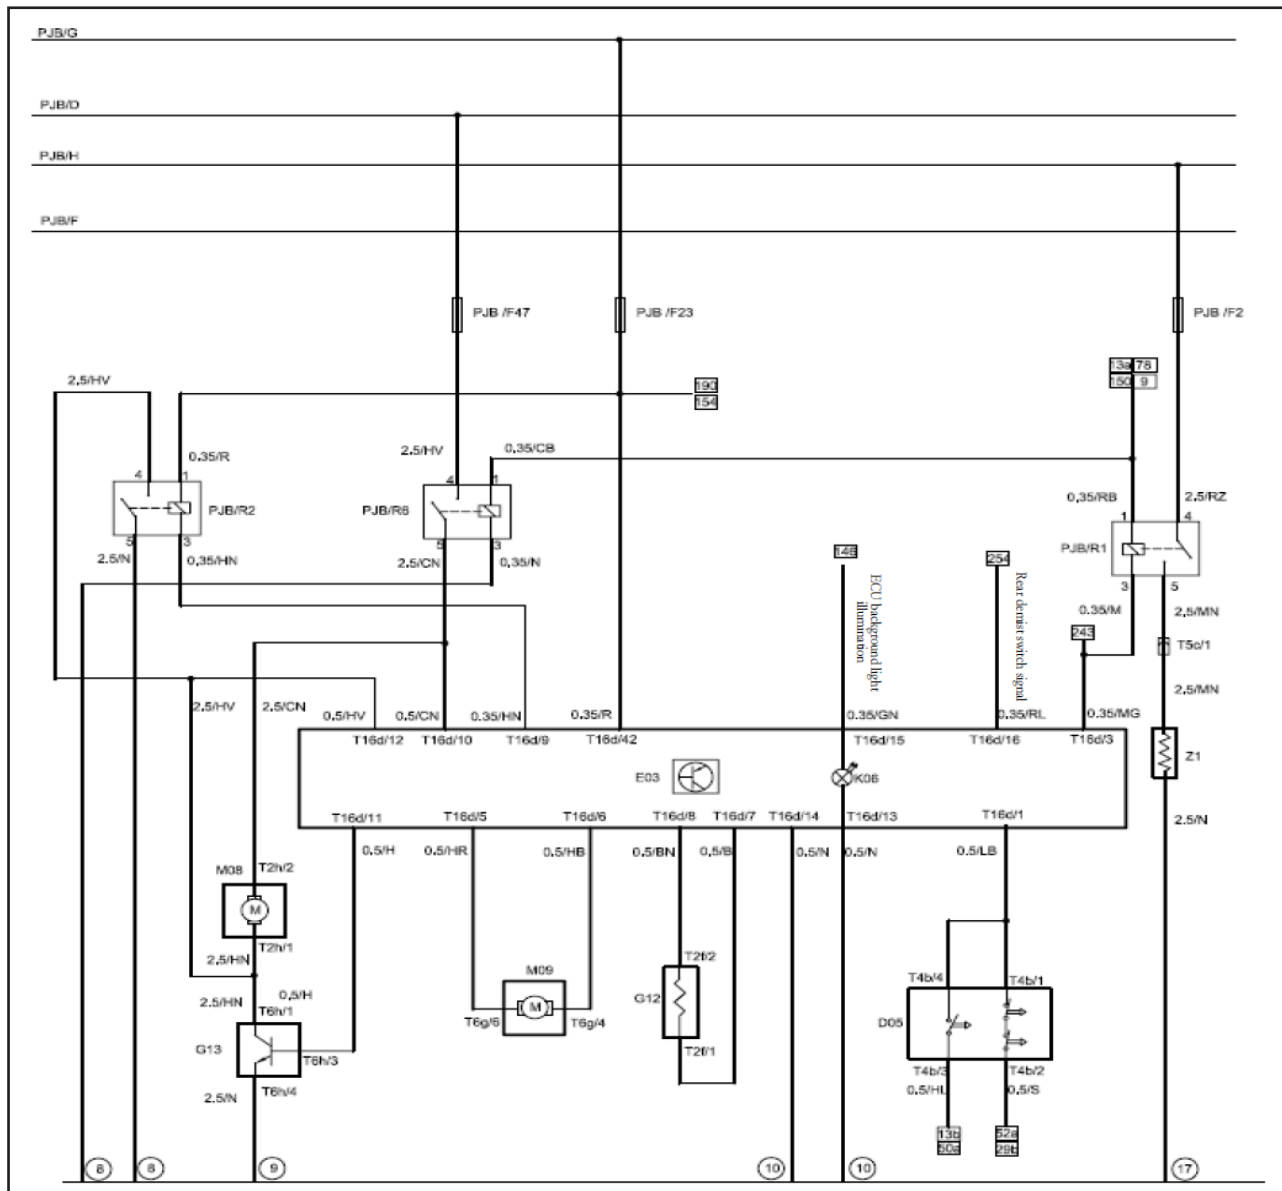 PJB/G
PJB/D
PJB/H
PJB/F
PJB /F47
PJB /F23
PJB /F2
2.5/HV
13a 78
150 9
190
154
0.35/R
2.5/HV
0.35/CB
4 1
4 1
0.35/RB
2.5/RZ
1 4
PJB/R2
PJB/R6
PJB/R1
5 3
5 3
3 5
2.5/N
0.35/HN
2.5/CN
0.35/N
146
254
ECU background light
illumination
Rear demist switch signal
0.35/M
2.5/MN
243
T5c/1
2.5/MN
2.5/HV
2.5/CN
0.5/HV
0.5/CN
0.35/HN
0.35/R
0.35/GN
0.35/RL
0.35/MG
T16d/12
T16d/10
T16d/9
T16d/42
T16d/15
T16d/16
T16d/3
E03
K06
Z1
T16d/11
T16d/5
T16d/6
T16d/8
T16d/7
T16d/14
T16d/13
T16d/1
2.5/N
0.5/H
0.5/HR
0.5/HB
0.5/BN
0.5/B
0.5/N
0.5/N
0.5/LB
M08
T2h/2
M
T2h/1
2.5/HN
2.5/HN
0.5/H
T6h/1
G13
T6h/3
2.5/N
T6h/4
M09
M
T6g/6
T6g/4
T2f/2
G12
T2f/1
T4b/4
T4b/1
D05
T4b/3
T4b/2
0.5/HL
0.5/S
13b
50a
52a
29b
8
8
9
10
10
17